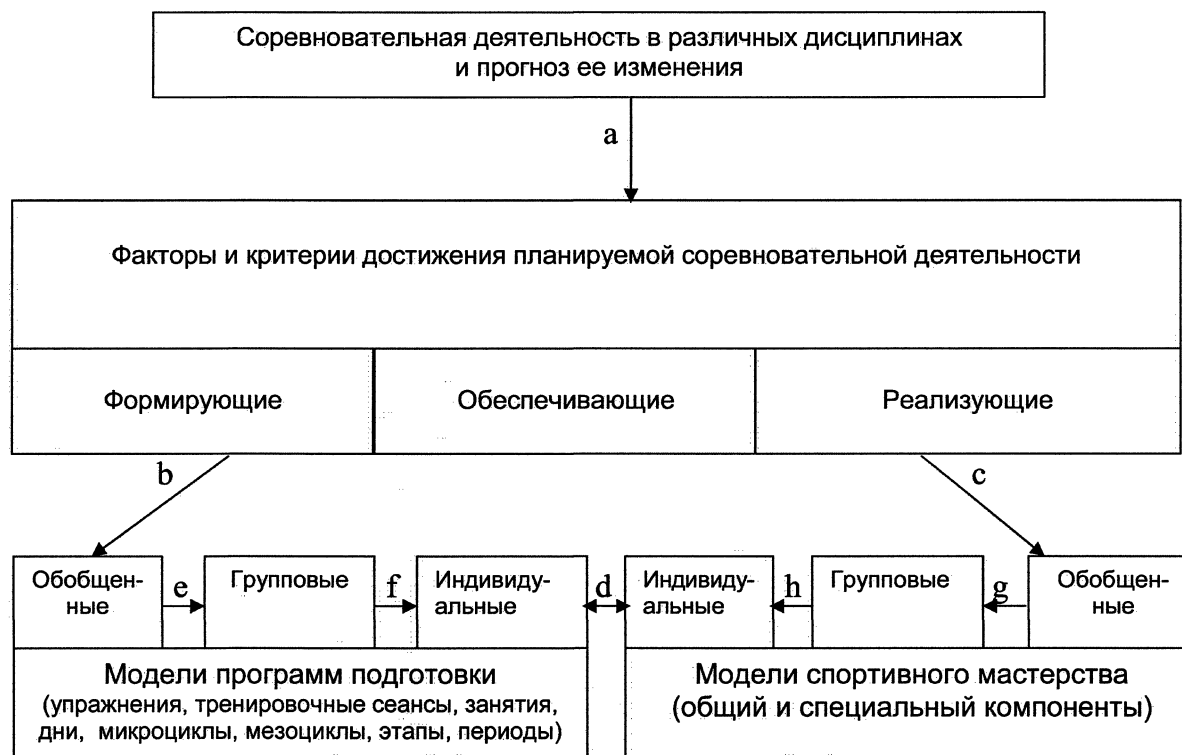 Соревновательная деятельность в различных дисциплинах
и прогноз ее изменения
a
Факторы и критерии достижения планируемой соревновательной деятельности
Формирующие
Обеспечивающие
Реализующие
b
c
Обобщен-
ные
e
Групповые
f
Индивиду-
альные
d
Индивиду-
альные
h
Групповые
g
Обобщен-
ные
Модели программ подготовки
(упражнения, тренировочные сеансы, занятия,
дни, микроциклы, мезоциклы, этапы, периоды)
Модели спортивного мастерства
(общий и специальный компоненты)